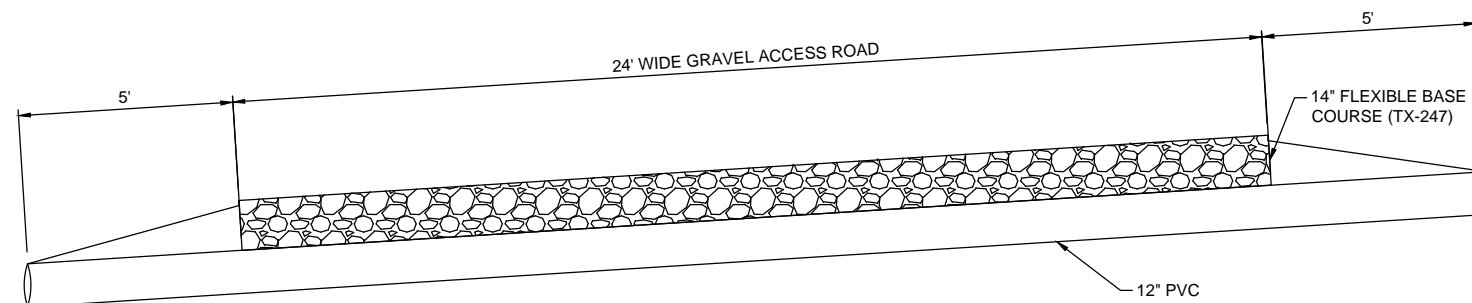 5'
24' WIDE GRAVEL ACCESS ROAD
5'
14" FLEXIBLE BASE
COURSE (TX-247)
12" PVC